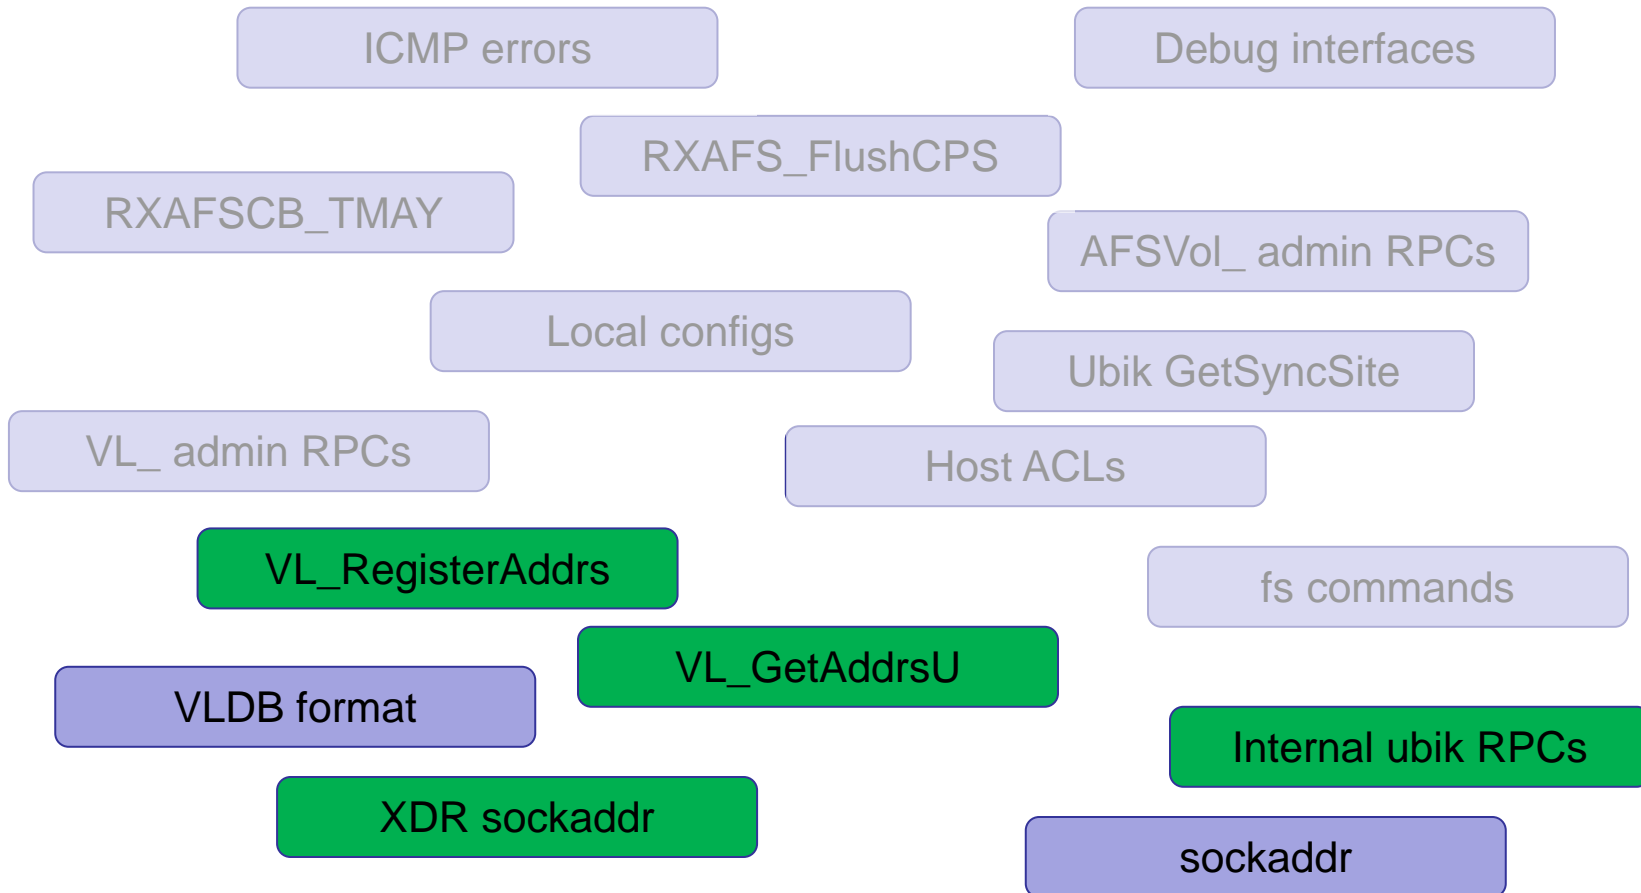 ICMP errors
Debug interfaces
RXAFS_FlushCPS
RXAFSCB_TMAY
AFSVol_ admin RPCs
Local configs
Ubik GetSyncSite
VL_ admin RPCs
Host ACLs
VL_RegisterAddrs
fs commands
VL_GetAddrsU
VLDB format
Internal ubik RPCs
XDR sockaddr
sockaddr